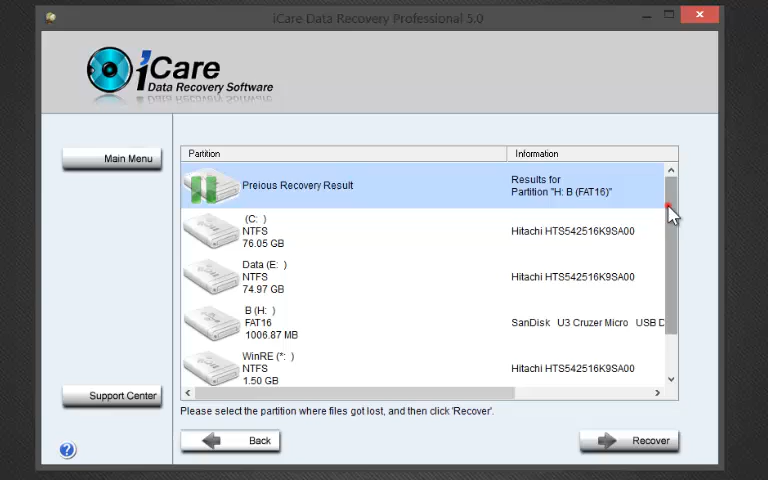 iCare Data Recovery Professional 5.0
iCare
Data Recovery Software
Main Menu
Partition
Information
Preious Recovery Result
Results for
Partition "H: B (FAT16)"
(C: )
NTFS
76.05 GB
Hitachi HTS542516K9SA00
Data (E: )
NTFS
74.97 GB
Hitachi HTS542516K9SA00
B (H: )
FAT16
1006.87 MB
SanDisk U3 Cruzer Micro USB D
WinRE (*: )
NTFS
1.50 GB
Hitachi HTS542516K9SA00
Support Center
Please select the partition where files got lost, and then click 'Recover'.
Back
Recover